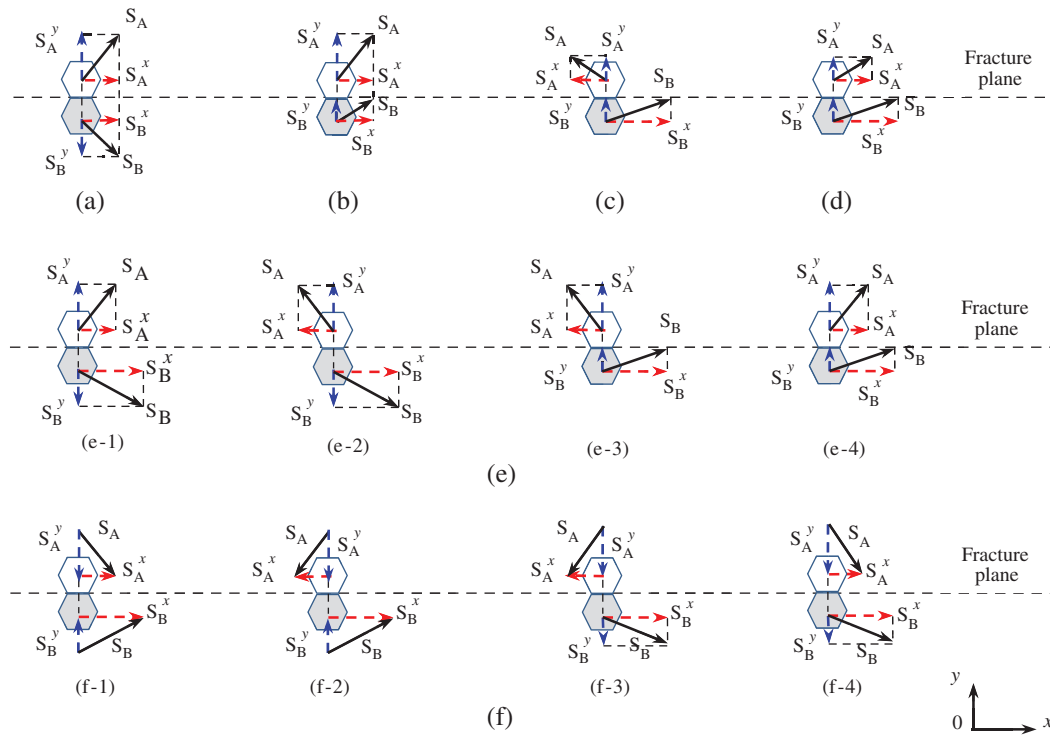 S_A^y S_A S_A^y S_A S_A^y S_A^y S_A
S_A^x S_A^x S_A^x S_B S_A^x Fracture
plane
S_B^x S_B S_B^y S_B^x S_B^y S_B^x S_B^y S_B S_B^x
S_B^y S_B
(a) (b) (c) (d)
S_A^y S_A S_A S_A^y S_A S_A^y S_A^y S_A
S_A^x S_A^x S_A^x S_B S_A^x Fracture
plane
S_B^x S_B^x S_B^y S_B^x S_B^y S_B S_B^x
S_B^y S_B S_B^y S_B
(e-1) (e-2) (e-3) (e-4)
(e)
S_A^y S_A S_A S_A^y S_A S_A^y S_A^y S_A
S_A^x S_A^x S_A^x S_A^x Fracture
plane
S_B^x S_B^x S_B^x S_B^x
S_B^y S_B S_B^y S_B S_B^y S_B S_B^y S_B
(f-1) (f-2) (f-3) (f-4)
(f)
y
0 x